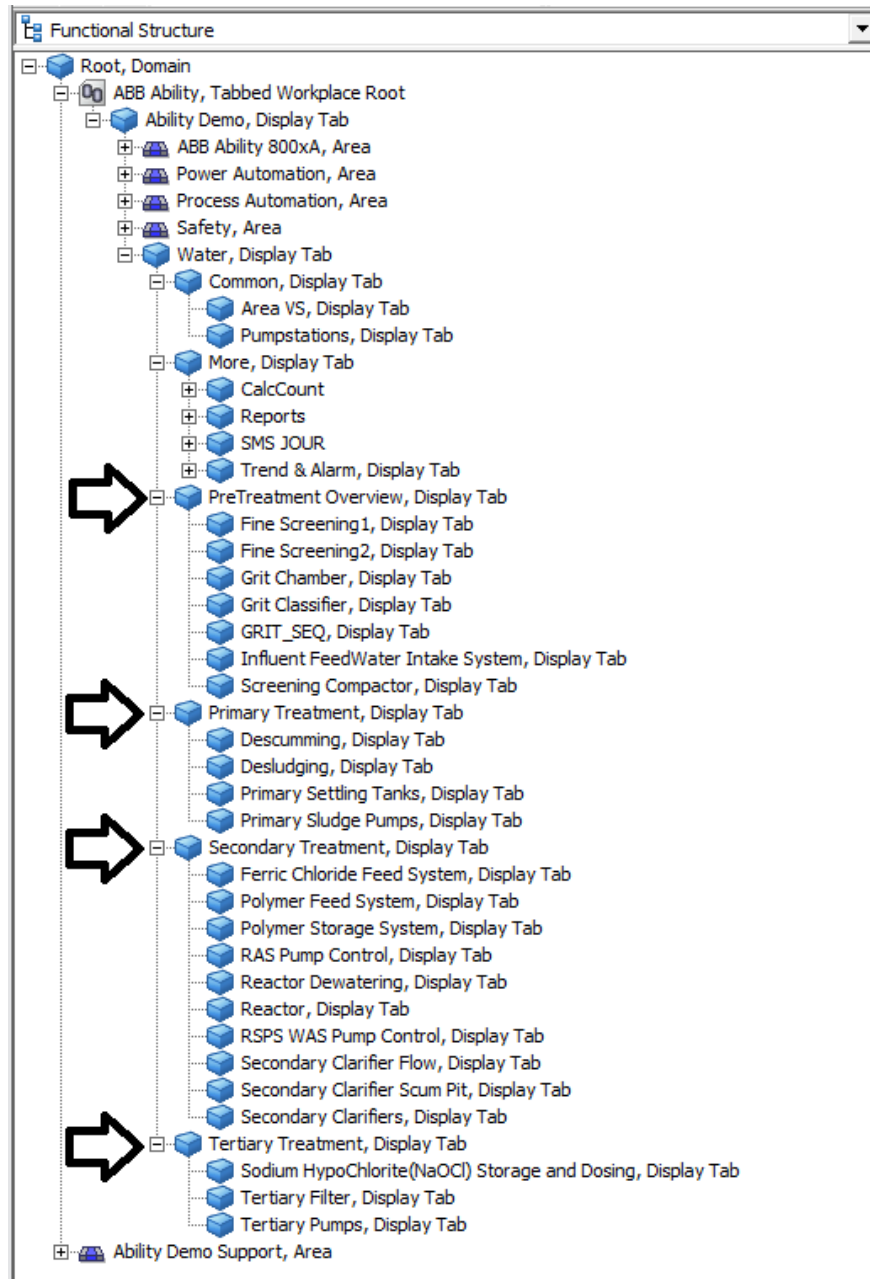 Functional Structure
Root, Domain
ABB Ability, Tabbed Workplace Root
Ability Demo, Display Tab
ABB Ability 800xA, Area
Power Automation, Area
Process Automation, Area
Safety, Area
Water, Display Tab
Common, Display Tab
Area VS, Display Tab
Pumpstations, Display Tab
More, Display Tab
CalcCount
Reports
SMS JOUR
Trend & Alarm, Display Tab
PreTreatment Overview, Display Tab
Fine Screening1, Display Tab
Fine Screening2, Display Tab
Grit Chamber, Display Tab
Grit Classifier, Display Tab
GRIT_SEQ, Display Tab
Influent FeedWater Intake System, Display Tab
Screening Compactor, Display Tab
Primary Treatment, Display Tab
Descumming, Display Tab
Desludging, Display Tab
Primary Settling Tanks, Display Tab
Primary Sludge Pumps, Display Tab
Secondary Treatment, Display Tab
Ferric Chloride Feed System, Display Tab
Polymer Feed System, Display Tab
Polymer Storage System, Display Tab
RAS Pump Control, Display Tab
Reactor Dewatering, Display Tab
Reactor, Display Tab
RSPS WAS Pump Control, Display Tab
Secondary Clarifier Flow, Display Tab
Secondary Clarifier Scum Pit, Display Tab
Secondary Clarifiers, Display Tab
Tertiary Treatment, Display Tab
Sodium HypoChlorite(NaOCl) Storage and Dosing, Display Tab
Tertiary Filter, Display Tab
Tertiary Pumps, Display Tab
Ability Demo Support, Area